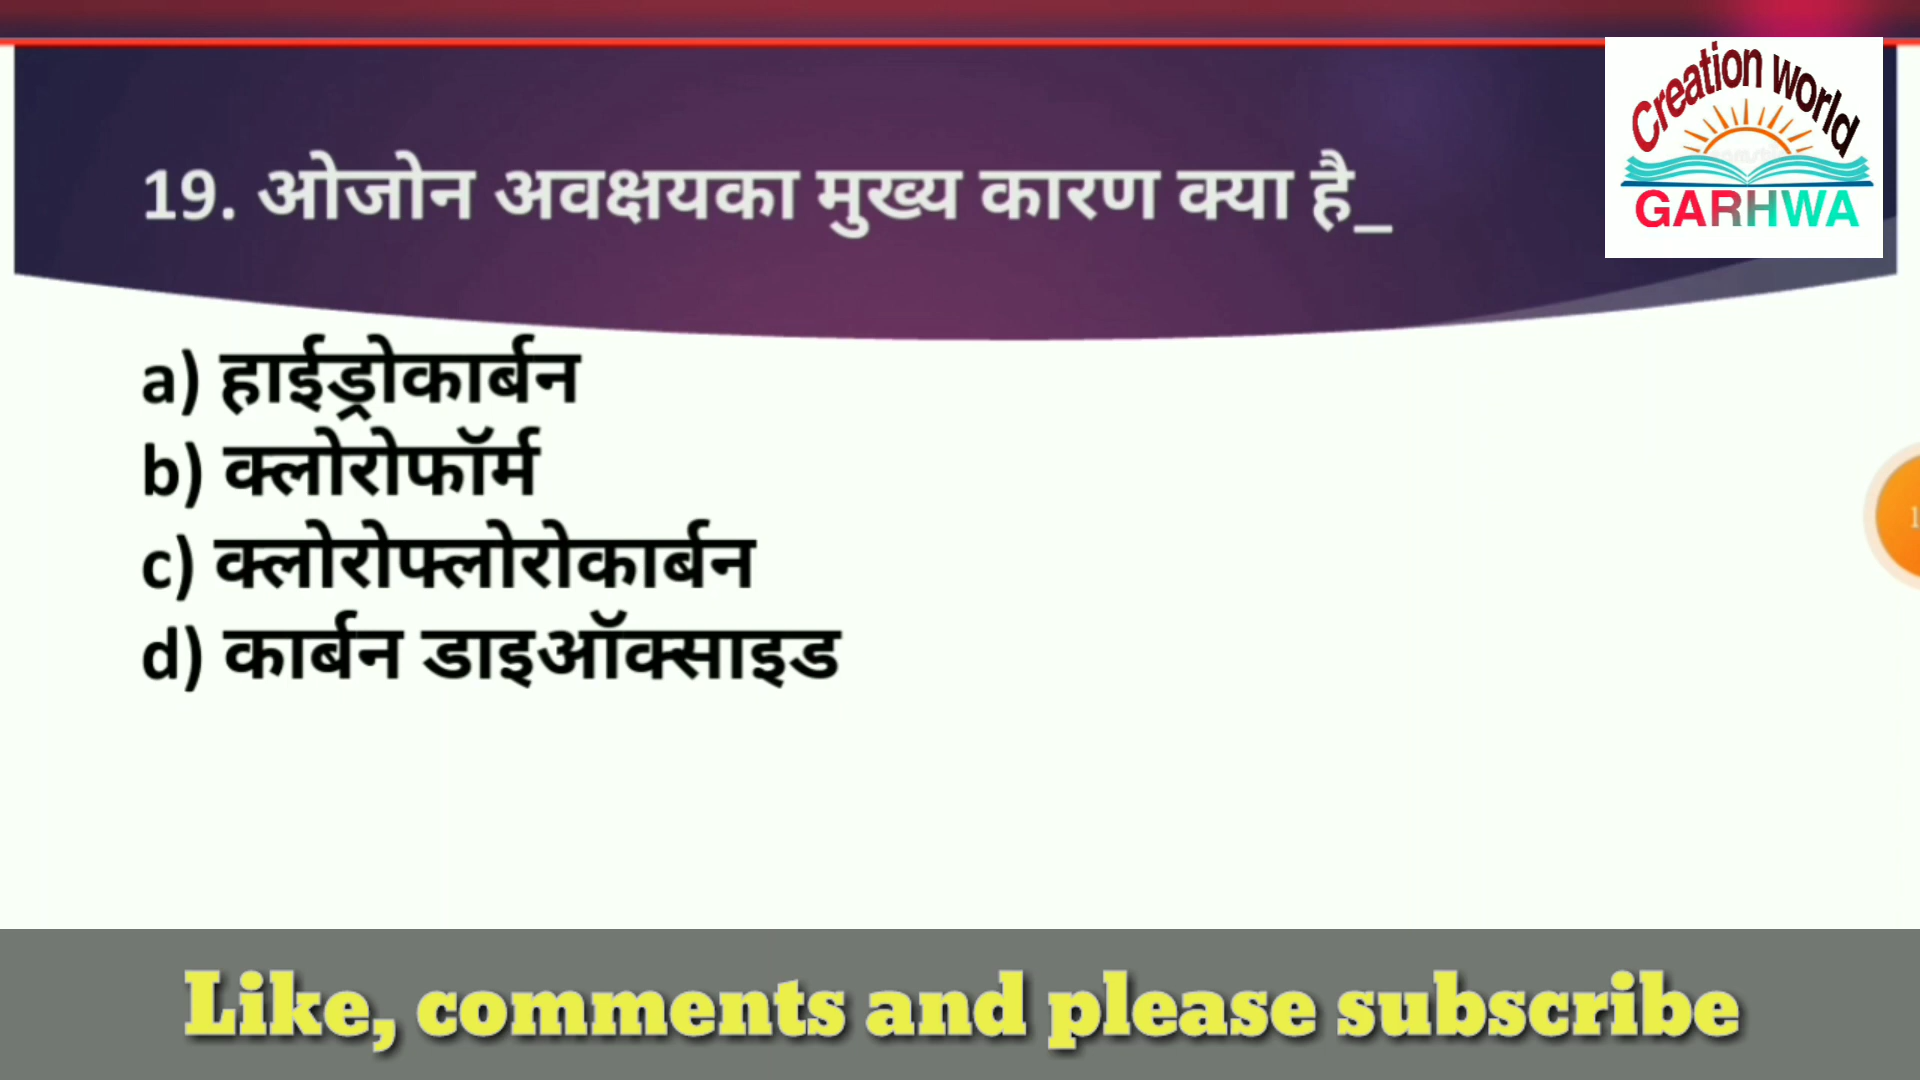 Creation World
GARHWA
19. ओजोन अवक्षयका मुख्य कारण क्या है_
a) हाईड्रोकार्बन
b) क्लोरोफॉर्म
c) क्लोरोफ्लोरोकार्बन
d) कार्बन डाइऑक्साइड
Like, comments and please subscribe